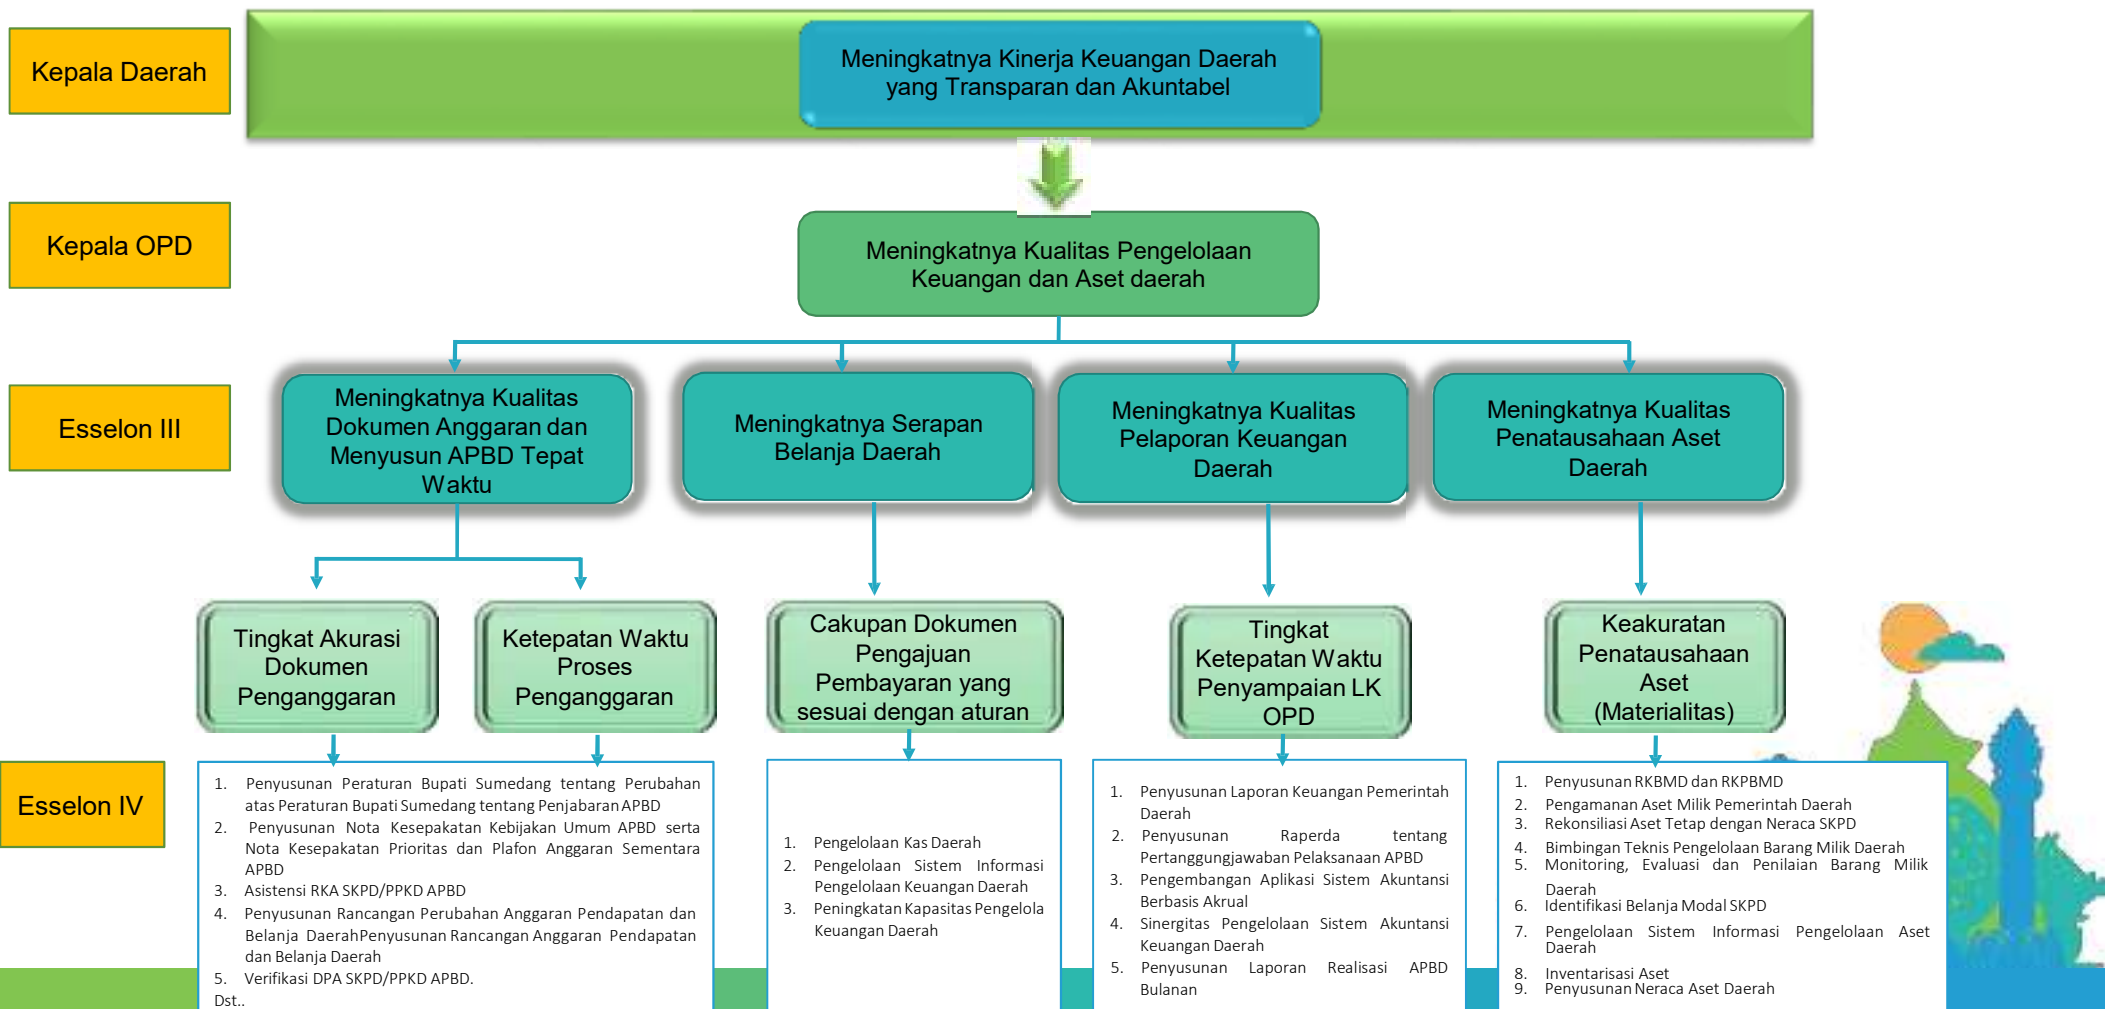 Kepala Daerah
Meningkatnya Kinerja Keuangan Daerah
yang Transparan dan Akuntabel
Kepala OPD
Meningkatnya Kualitas Pengelolaan
Keuangan dan Aset daerah
Esselon III
Meningkatnya Kualitas
Dokumen Anggaran dan
Menyusun APBD Tepat
Waktu
Meningkatnya Serapan
Belanja Daerah
Meningkatnya Kualitas
Pelaporan Keuangan
Daerah
Meningkatnya Kualitas
Penatausahaan Aset
Daerah
Tingkat Akurasi
Dokumen
Penganggaran
Ketepatan Waktu
Proses
Penganggaran
Cakupan Dokumen
Pengajuan
Pembayaran yang
sesuai dengan aturan
Tingkat
Ketepatan Waktu
Penyampaian LK
OPD
Keakuratan
Penatausahaan
Aset
(Materialitas)
Esselon IV
1. Penyusunan Peraturan Bupati Sumedang tentang Perubahan
atas Peraturan Bupati Sumedang tentang Penjabaran APBD
2. Penyusunan Nota Kesepakatan Kebijakan Umum APBD serta
Nota Kesepakatan Prioritas dan Plafon Anggaran Sementara
APBD
3. Asistensi RKA SKPD/PPKD APBD
4. Penyusunan Rancangan Perubahan Anggaran Pendapatan dan
Belanja DaerahPenyusunan Rancangan Anggaran Pendapatan
dan Belanja Daerah
5. Verifikasi DPA SKPD/PPKD APBD.
Dst..
1. Pengelolaan Kas Daerah
2. Pengelolaan Sistem Informasi
Pengelolaan Keuangan Daerah
3. Peningkatan Kapasitas Pengelola
Keuangan Daerah
1. Penyusunan Laporan Keuangan Pemerintah
Daerah
2. Penyusunan Raperda tentang
Pertanggungjawaban Pelaksanaan APBD
3. Pengembangan Aplikasi Sistem Akuntansi
Berbasis Akrual
4. Sinergitas Pengelolaan Sistem Akuntansi
Keuangan Daerah
5. Penyusunan Laporan Realisasi APBD
Bulanan
1. Penyusunan RKBMD dan RKPBMD
2. Pengamanan Aset Milik Pemerintah Daerah
3. Rekonsiliasi Aset Tetap dengan Neraca SKPD
4. Bimbingan Teknis Pengelolaan Barang Milik Daerah
5. Monitoring, Evaluasi dan Penilaian Barang Milik
Daerah
6. Identifikasi Belanja Modal SKPD
7. Pengelolaan Sistem Informasi Pengelolaan Aset
Daerah
8. Inventarisasi Aset
9. Penyusunan Neraca Aset Daerah